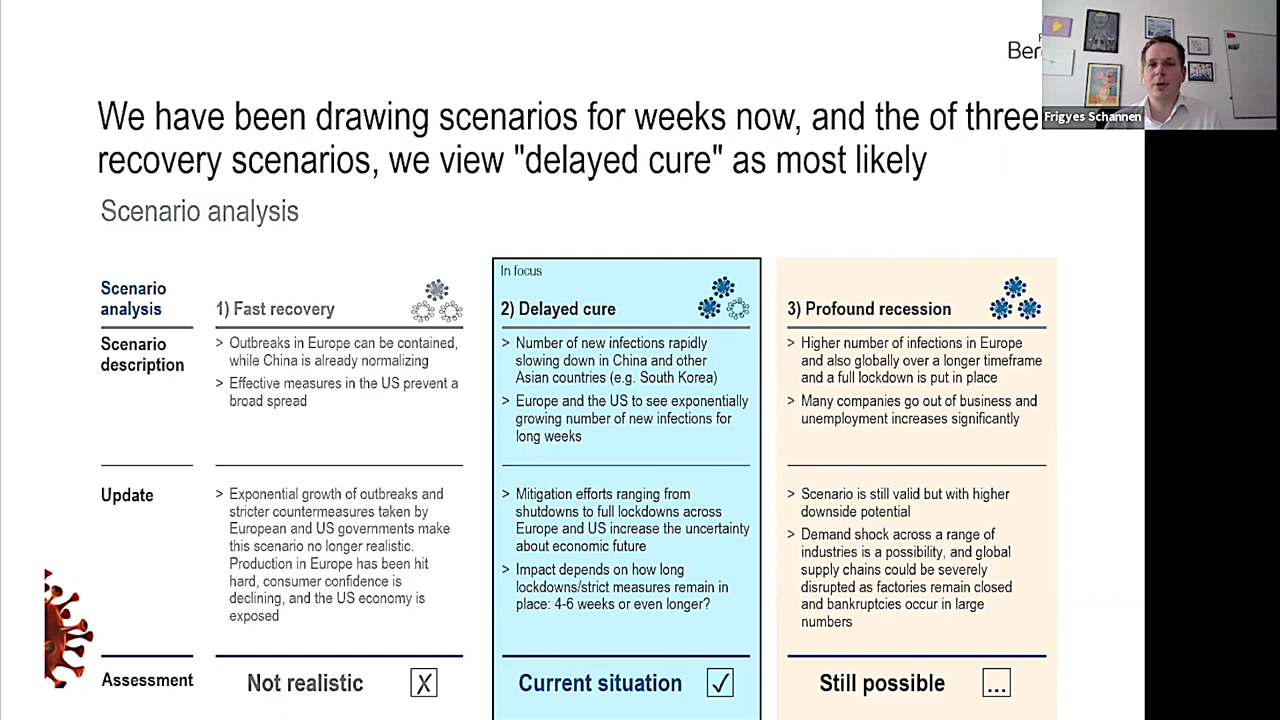 Ber
Frigyes Schannen
We have been drawing scenarios for weeks now, and the of three
recovery scenarios, we view "delayed cure" as most likely
Scenario analysis
Scenario
analysis
1) Fast recovery
In focus
2) Delayed cure
3) Profound recession
Scenario
description
> Outbreaks in Europe can be contained,
while China is already normalizing
> Effective measures in the US prevent a
broad spread
> Number of new infections rapidly
slowing down in China and other
Asian countries (e.g. South Korea)
> Europe and the US to see exponentially
growing number of new infections for
long weeks
> Higher number of infections in Europe
and also globally over a longer timeframe
and a full lockdown is put in place
> Many companies go out of business and
unemployment increases significantly
Update
> Exponential growth of outbreaks and
stricter countermeasures taken by
European and US governments make
this scenario no longer realistic.
Production in Europe has been hit
hard, consumer confidence is
declining, and the US economy is
exposed
> Mitigation efforts ranging from
shutdowns to full lockdowns across
Europe and US increase the uncertainty
about economic future
> Impact depends on how long
lockdowns/strict measures remain in
place: 4-6 weeks or even longer?
> Scenario is still valid but with higher
downside potential
> Demand shock across a range of
industries is a possibility, and global
supply chains could be severely
disrupted as factories remain closed
and bankruptcies occur in large
numbers
Assessment
Not realistic X
Current situation ✓
Still possible ...